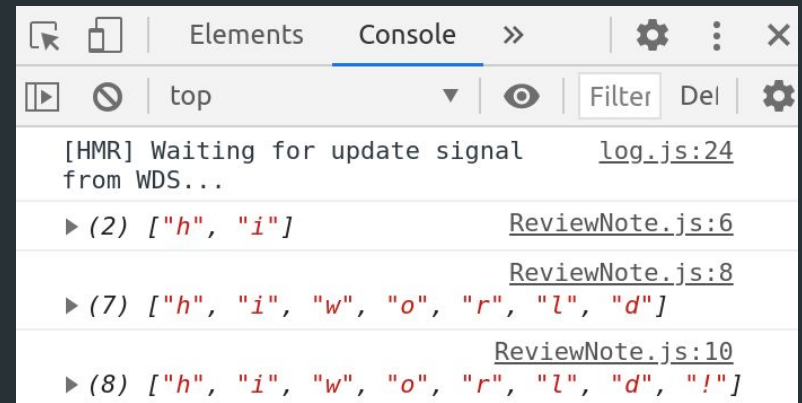 Elements Console »
top Filter Def
[HMR] Waiting for update signal log.js:24
from WDS...
(2) ["h", "i"] ReviewNote.js:6
ReviewNote.js:8
(7) ["h", "i", "w", "o", "r", "l", "d"]
ReviewNote.js:10
(8) ["h", "i", "w", "o", "r", "l", "d", "!"]